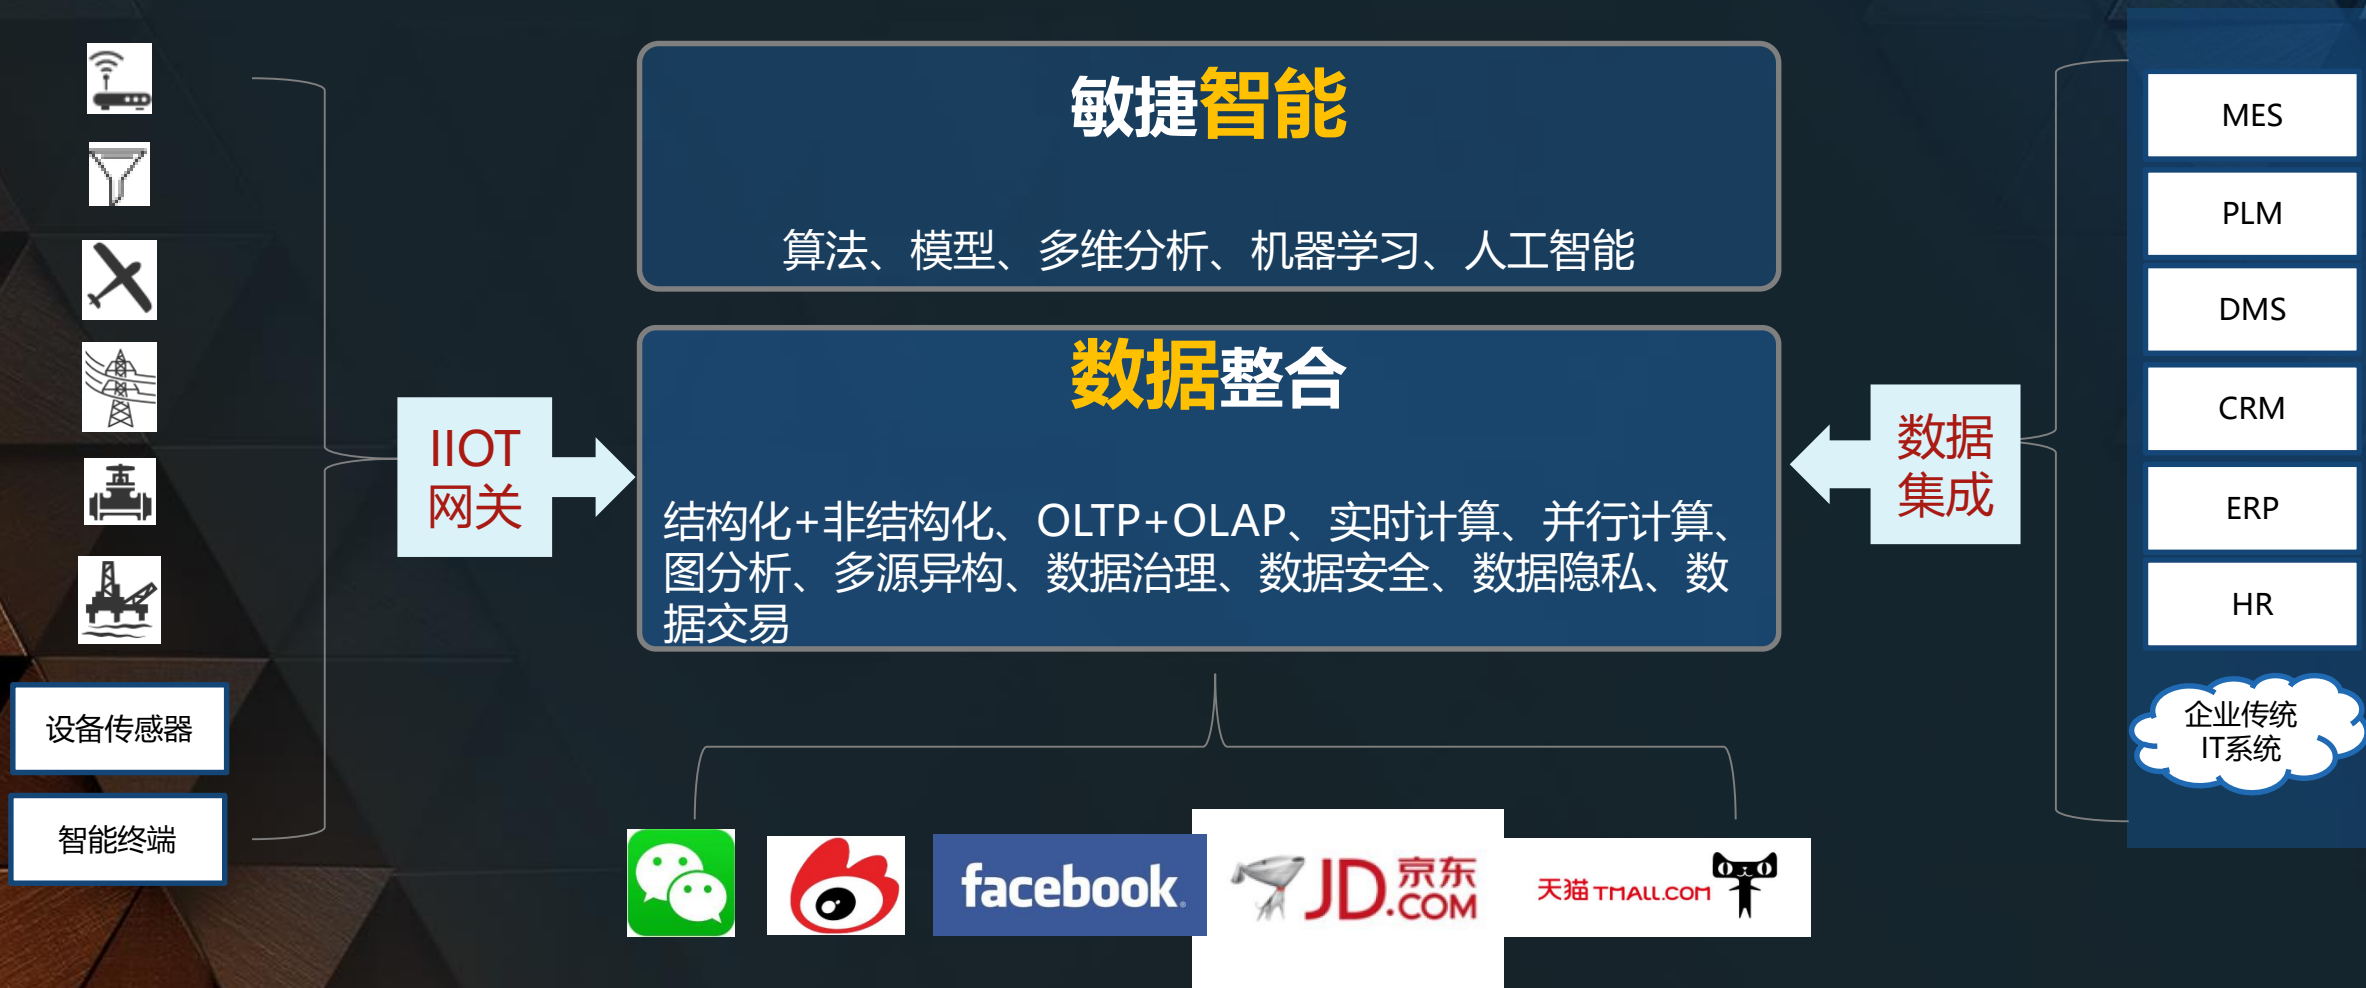 敏捷智能
算法、模型、多维分析、机器学习、人工智能
数据整合
结构化+非结构化、OLTP+OLAP、实时计算、并行计算、
图分析、多源异构、数据治理、数据安全、数据隐私、数
据交易
IIOT
网关
设备传感器
智能终端
数据
集成
MES
PLM
DMS
CRM
ERP
HR
企业传统
IT系统
facebook.
JD京东
.COM
天猫 TMALL.COM